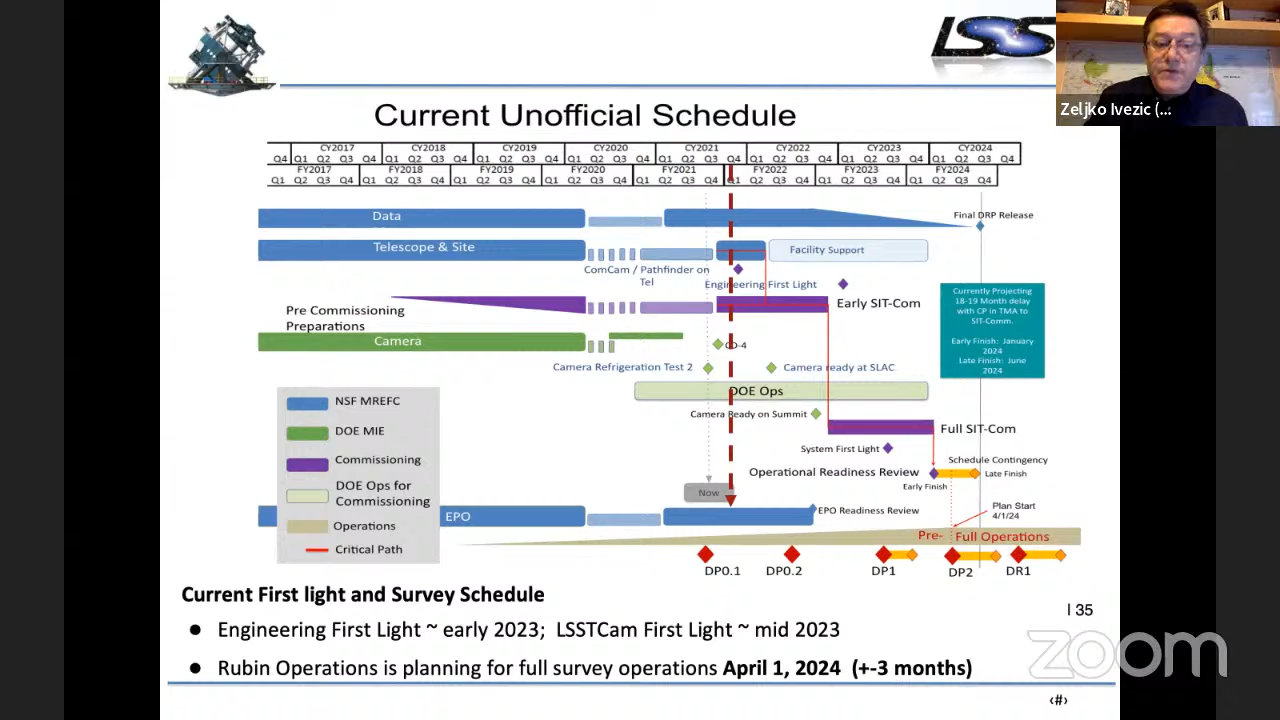 LSS
Zeljko Ivezic (...
Current Unofficial Schedule
CY2017 CY2018 CY2019 CY2020 CY2021 CY2022 CY2023 CY2024
Q4 Q1 Q2 Q3 Q4 Q1 Q2 Q3 Q4 Q1 Q2 Q3 Q4 Q1 Q2 Q3 Q4 Q1 Q2 Q3 Q4 Q1 Q2 Q3 Q4 Q1 Q2 Q3 Q4 Q1 Q2 Q3 Q4
FY2017 FY2018 FY2019 FY2020 FY2021 FY2022 FY2023 FY2024
Q1 Q2 Q3 Q4 Q1 Q2 Q3 Q4 Q1 Q2 Q3 Q4 Q1 Q2 Q3 Q4 Q1 Q2 Q3 Q4 Q1 Q2 Q3 Q4 Q1 Q2 Q3 Q4 Q1 Q2 Q3 Q4
Data
Final DRP Release
Telescope & Site
Facility Support
ComCam / Pathfinder on
Tel
Engineering First Light
Early SIT-Com
Pre Commissioning
Preparations
Currently Projecting
18-19 Month delay
with CP in TMA to
SIT-Comm.
Early Finish: January
2024
Late Finish: June
2024
Camera
CD-4
Camera Refrigeration Test 2
Camera ready at SLAC
DOE Ops
Camera Ready on Summit
Full SIT-Com
System First Light
Schedule Contingency
Operational Readiness Review
Late Finish
Early Finish
Now
Plan Start
4/1/24
EPO
EPO Readiness Review
Pre- Full Operations
NSF MREFC
DOE MIE
Commissioning
DOE Ops for
Commissioning
Operations
Critical Path
DP0.1 DP0.2 DP1 DP2 DR1
Current First light and Survey Schedule
| 35
● Engineering First Light ~ early 2023; LSSTCam First Light ~ mid 2023
● Rubin Operations is planning for full survey operations April 1, 2024 (+-3 months)
zoom
‹#›